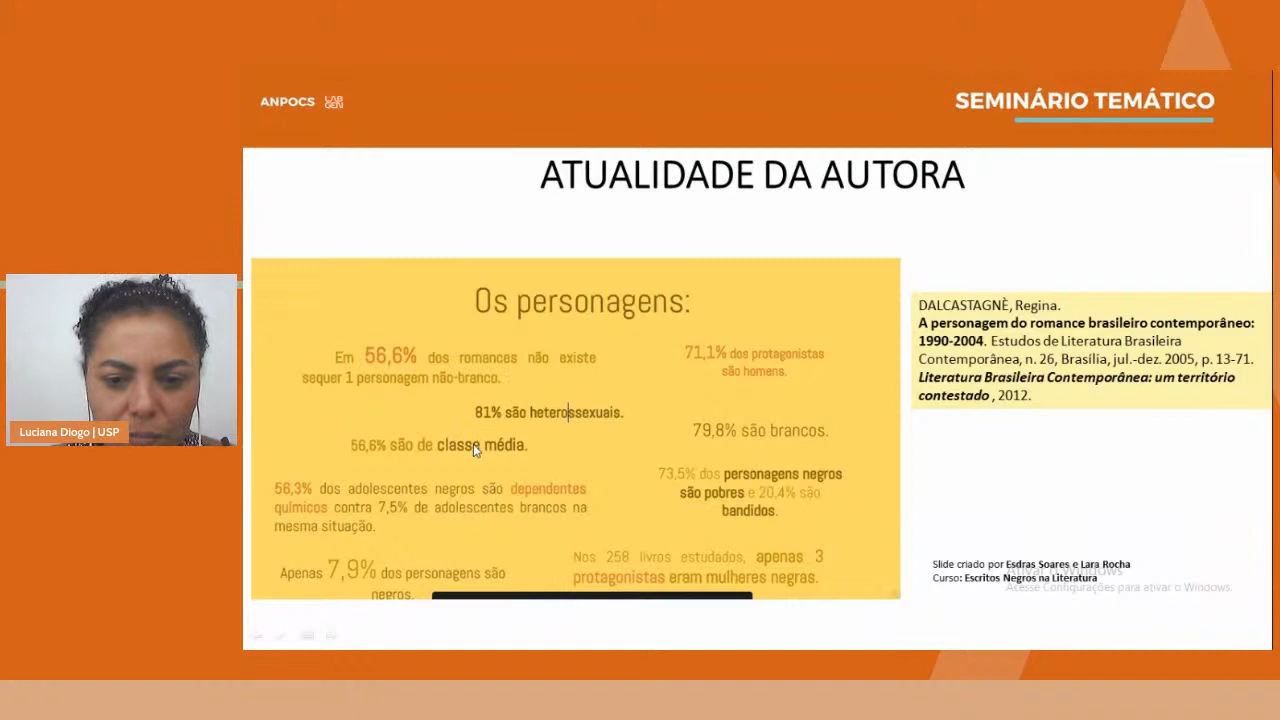 ANPOCS LAB GEN
SEMINÁRIO TEMÁTICO
ATUALIDADE DA AUTORA
Os personagens:
Em 56,6% dos romances não existe
sequer 1 personagem não-branco.
71,1% dos protagonistas
são homens.
81% são heterossexuais.
79,8% são brancos.
56,6% são de classe média.
73,5% dos personagens negros
são pobres e 20,4% são
bandidos.
56,3% dos adolescentes negros são dependentes
químicos contra 7,5% de adolescentes brancos na
mesma situação.
Apenas 7,9% dos personagens são
negros.
Nos 258 livros estudados, apenas 3
protagonistas eram mulheres negras.
DALCASTAGNÈ, Regina.
A personagem do romance brasileiro contemporâneo:
1990-2004. Estudos de Literatura Brasileira
Contemporânea, n. 26, Brasília, jul.-dez. 2005, p. 13-71.
Literatura Brasileira Contemporânea: um território
contestado , 2012.
Slide criado por Esdras Soares e Lara Rocha
Curso: Escritos Negros na Literatura
Ativar o Windows
Acesse Configurações para ativar o Windows.
Luciana Diogo | USP